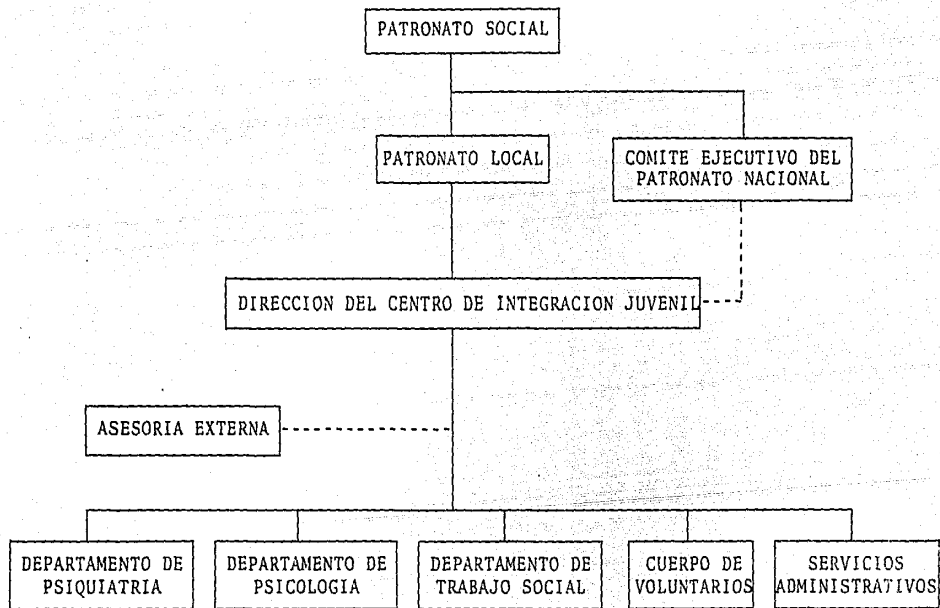 PATRONATO SOCIAL
PATRONATO LOCAL
COMITE EJECUTIVO DEL
PATRONATO NACIONAL
DIRECCION DEL CENTRO DE INTEGRACION JUVENIL
ASESORIA EXTERNA
DEPARTAMENTO DE
PSIQUIATRIA
DEPARTAMENTO DE
PSICOLOGIA
DEPARTAMENTO DE
TRABAJO SOCIAL
CUERPO DE
VOLUNTARIOS
SERVICIOS
ADMINISTRATIVOS